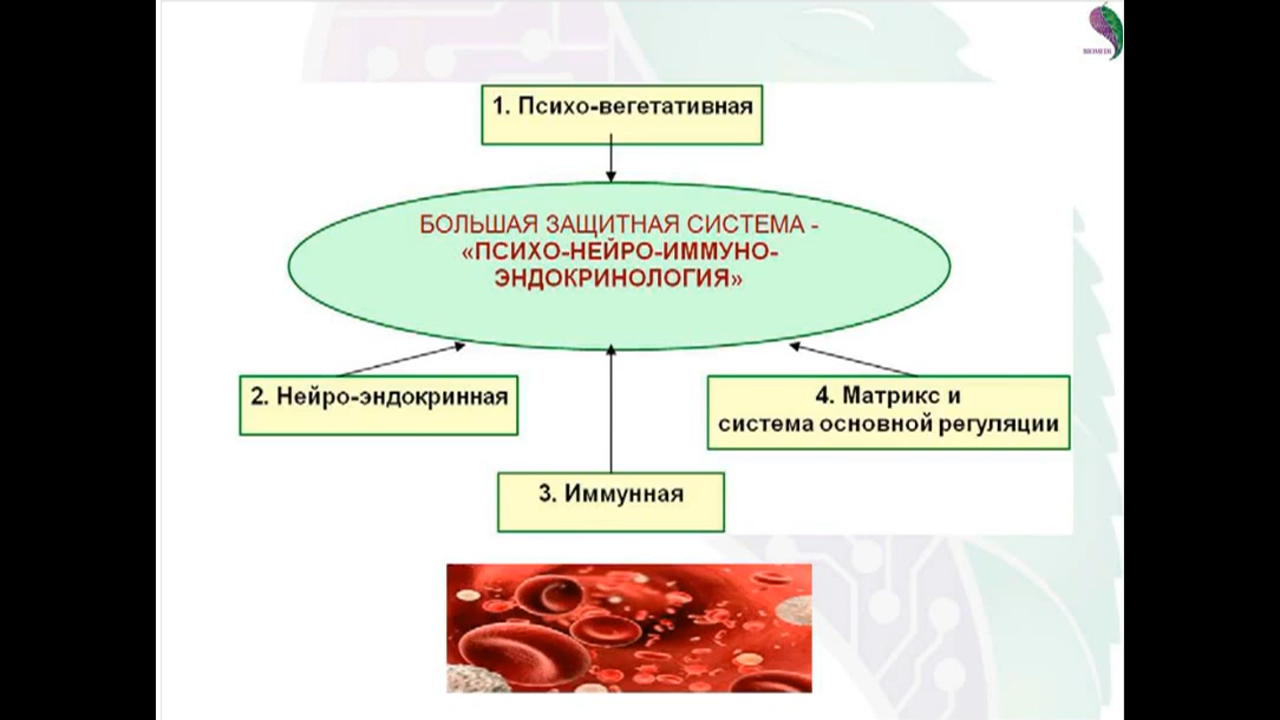 1. Психо-вегетативная
БОЛЬШАЯ ЗАЩИТНАЯ СИСТЕМА -
«ПСИХО-НЕЙРО-ИММУНО-
ЭНДОКРИНОЛОГИЯ»
2. Нейро-эндокринная
4. Матрикс и
система основной регуляции
3. Иммунная